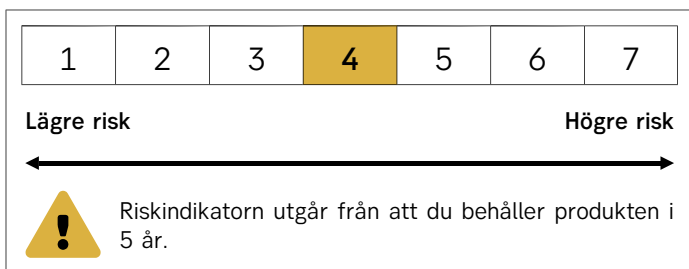 1 2 3 4 5 6 7
Lägre risk Högre risk
Riskindikatorn utgår från att du behåller produkten i
5 år.